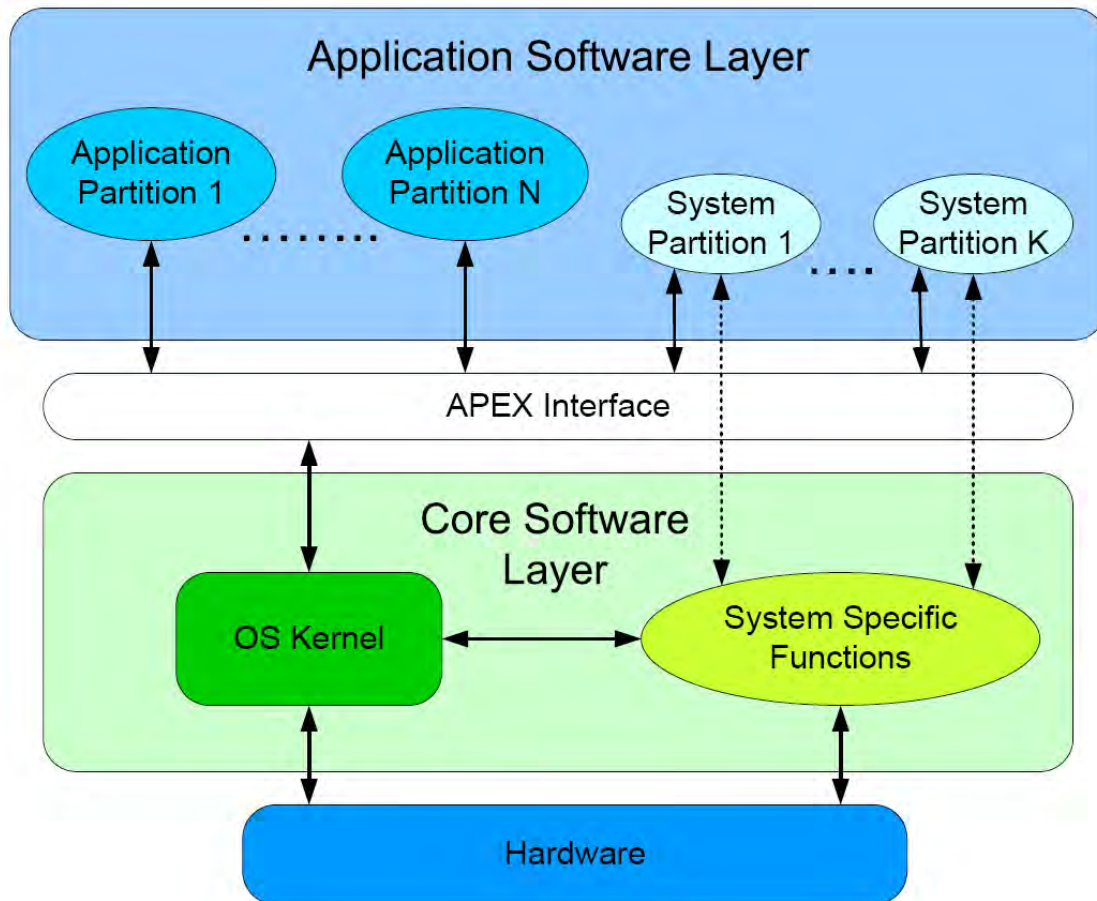 Application Software Layer
Application
Partition 1
Application
Partition N
System
Partition 1
System
Partition K
APEX Interface
Core Software
Layer
OS Kernel
System Specific
Functions
Hardware